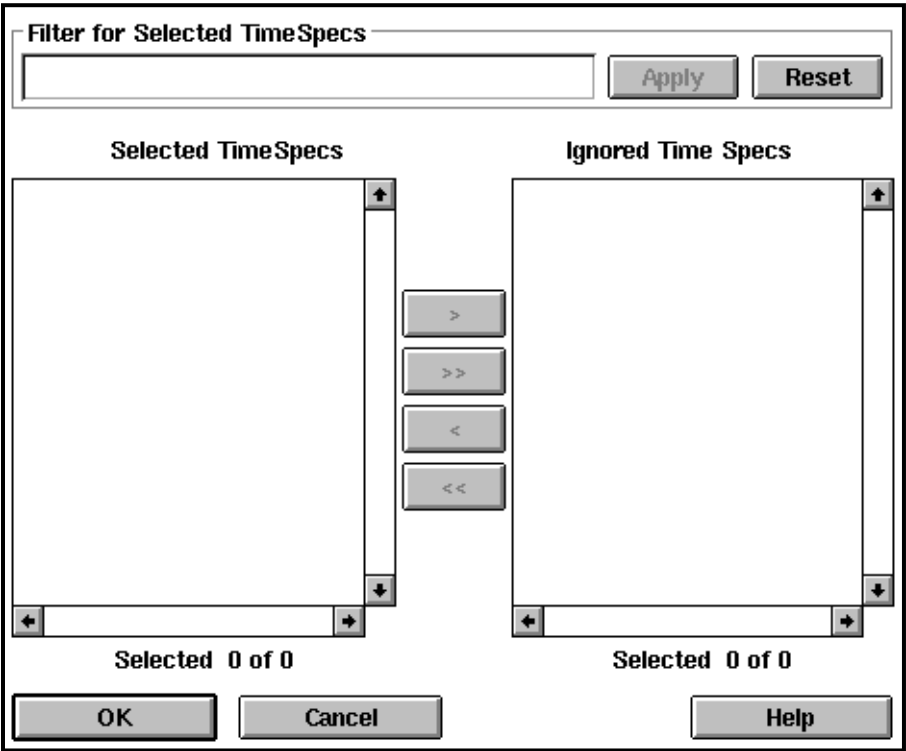 Filter for Selected TimeSpecs
Apply Reset
Selected TimeSpecs Ignored Time Specs
>
>>
<
<<
Selected 0 of 0 Selected 0 of 0
OK Cancel Help